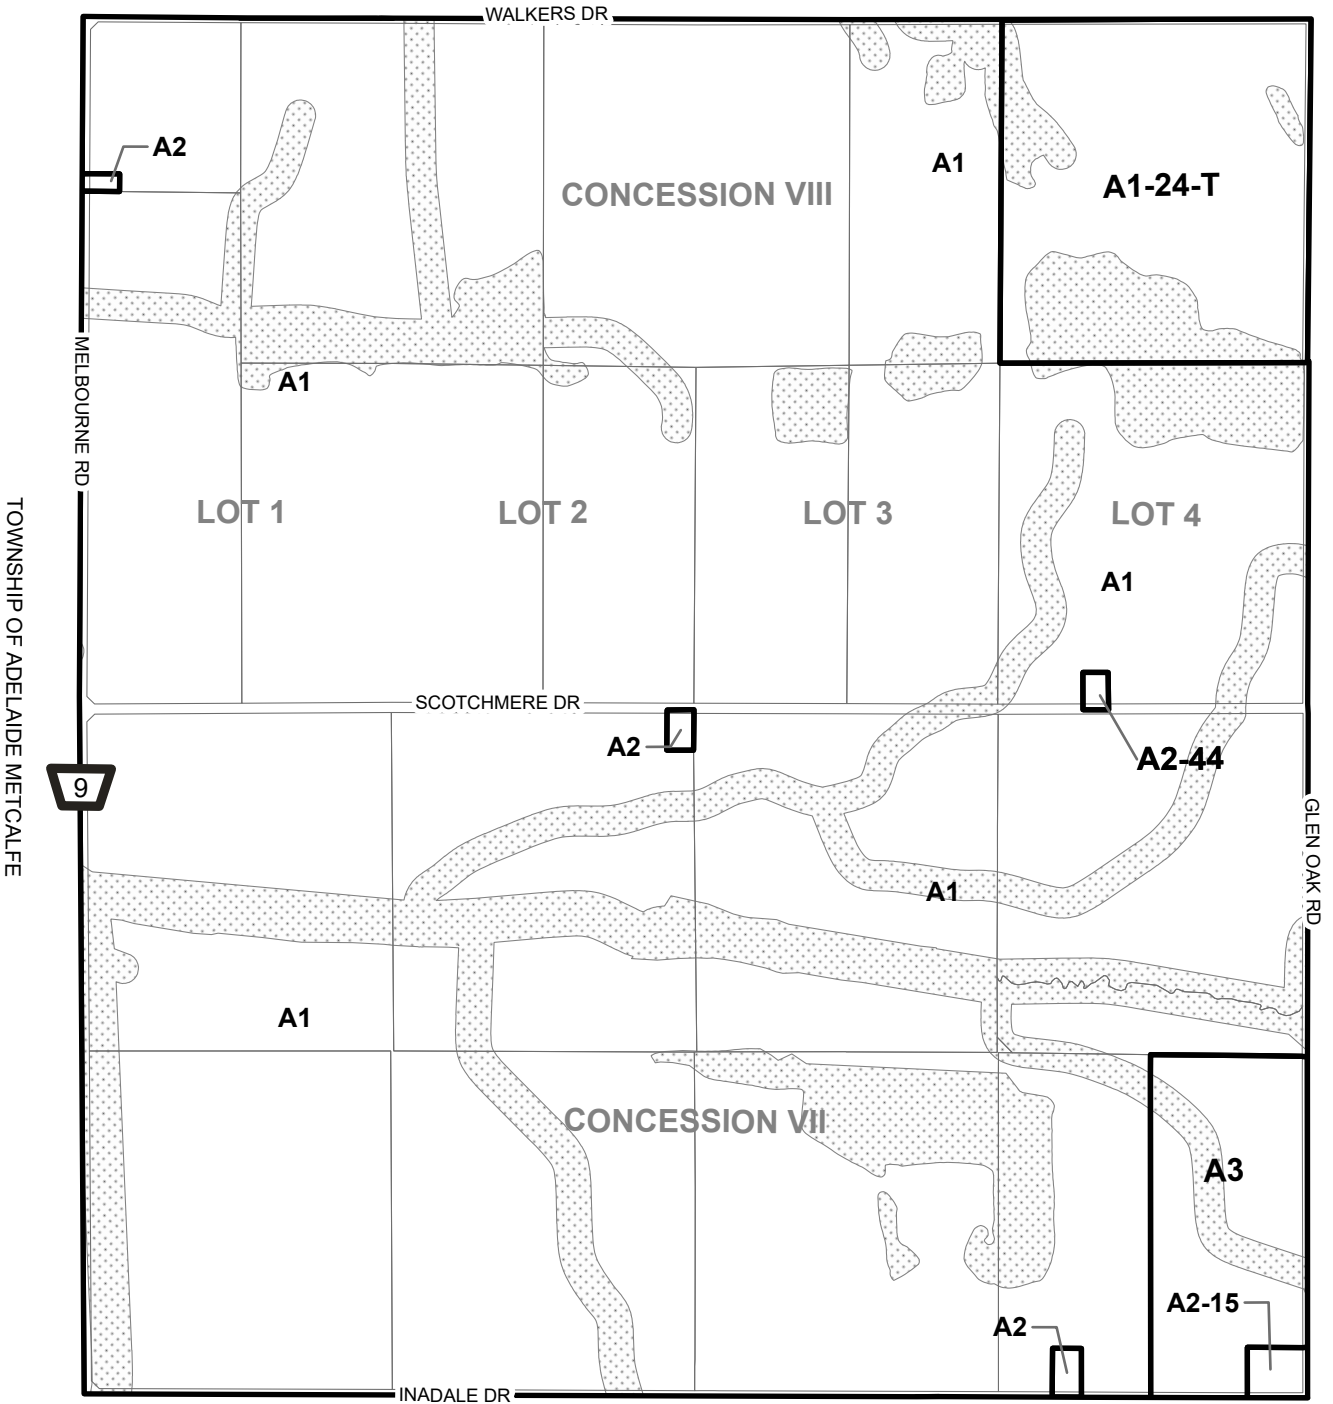 WALKERS DR
A2
A1
A1-24-T
CONCESSION VIII
MELBOURNE RD
A1
LOT 1
LOT 2
LOT 3
LOT 4
A1
TOWNSHIP OF ADELAIDE METCALFE
SCOTCHMERE DR
A2
A2-44
9
GLEN OAK RD
A1
A1
CONCESSION VII
A3
A2-15
A2
INADALE DR